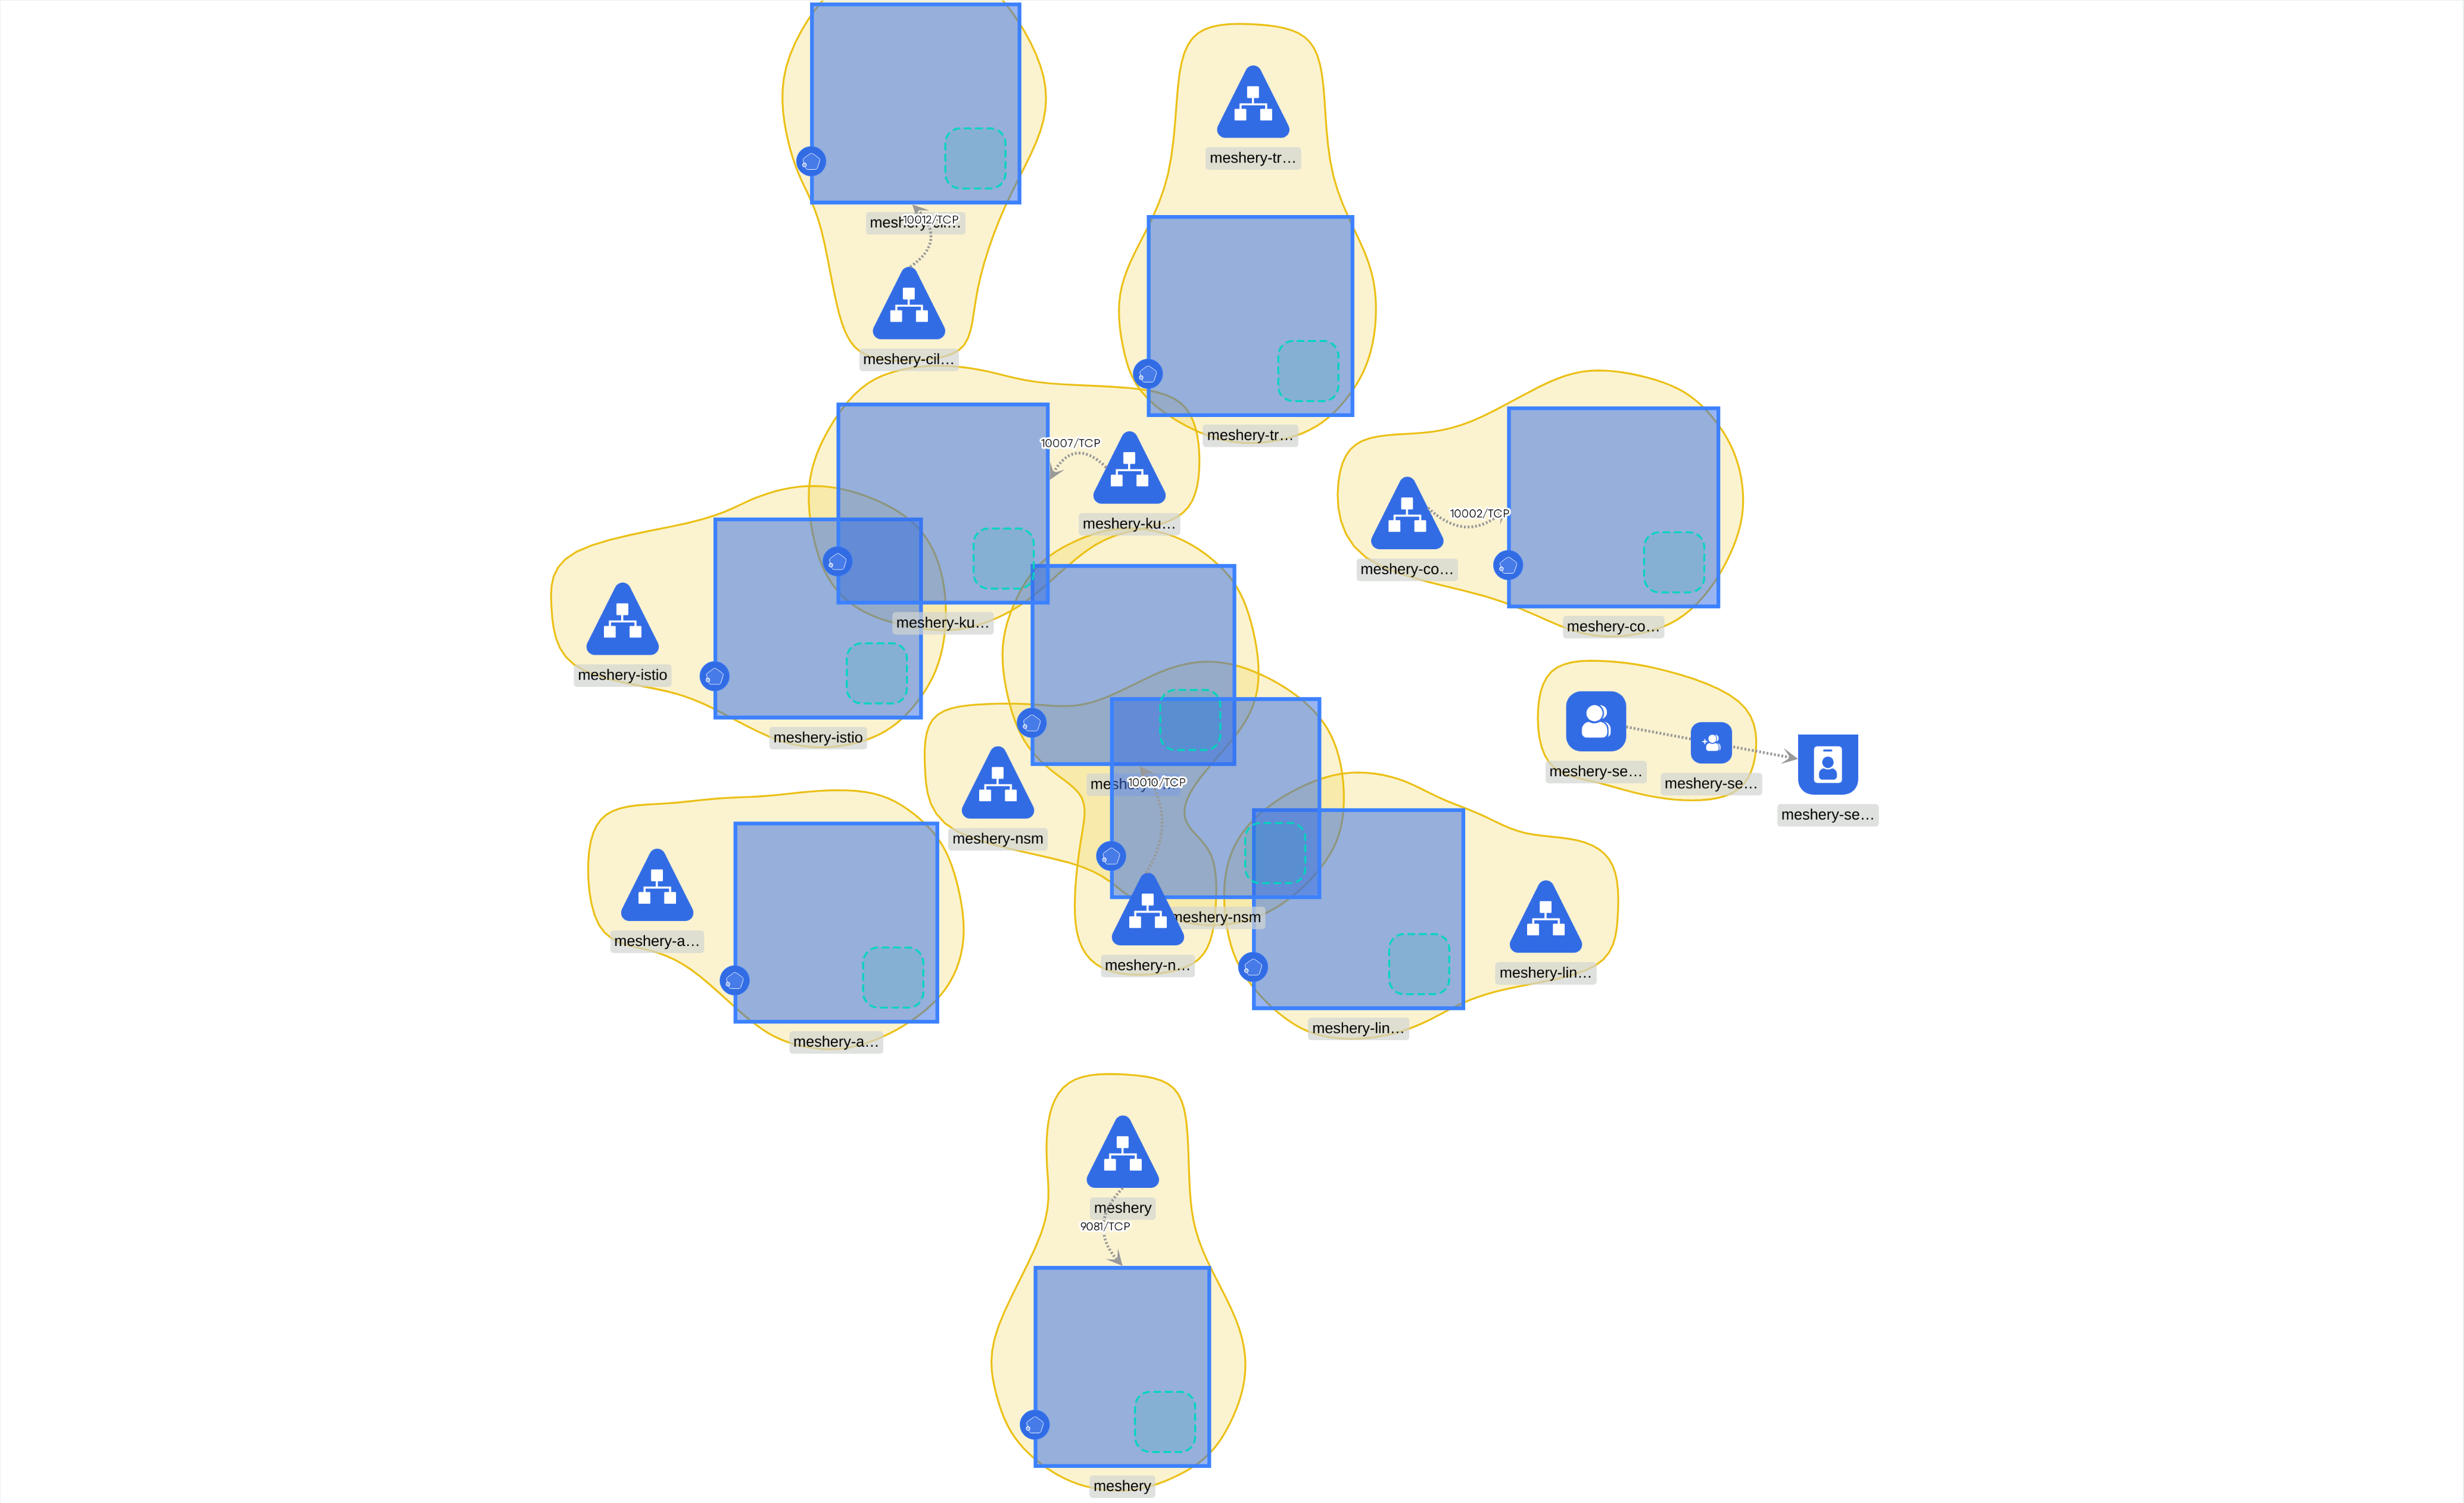 meshery-tr…
10012/TCP
meshery-cil…
meshery-tr…
10007/TCP
meshery-ku…
10002/TCP
meshery-co…
meshery-ku…
meshery-co…
meshery-istio
meshery-istio
meshery-se…
meshery-se…
meshery-se…
10010/TCP
meshery-nsm
meshery-nsm
meshery-a…
meshery-n…
meshery-lin…
meshery-lin…
meshery-a…
meshery
9081/TCP
meshery